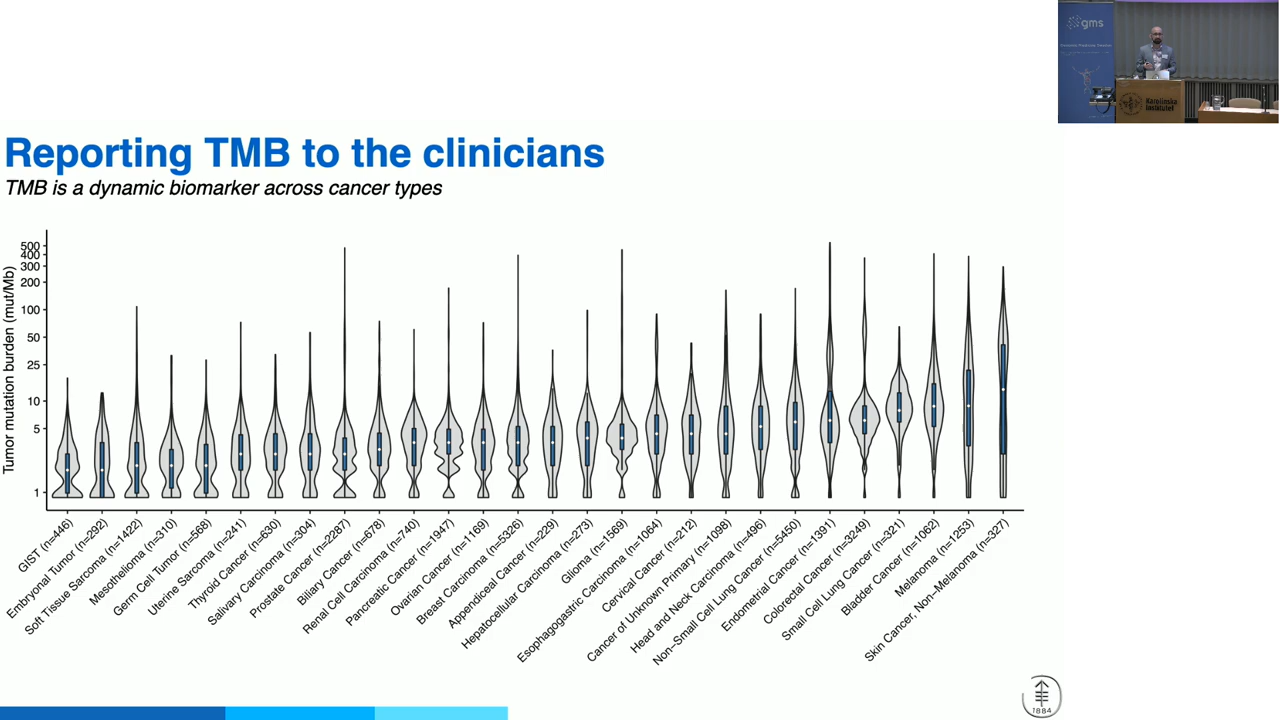 gms
Karolinska
Institutet
Reporting TMB to the clinicians
TMB is a dynamic biomarker across cancer types
Tumor mutation burden (mut/Mb)
500
400
300
200
100
50
25
10
5
1
GIST (n=446)
Embryonal Tumor (n=292)
Soft Tissue Sarcoma (n=1422)
Mesothelioma (n=310)
Germ Cell Tumor (n=568)
Uterine Sarcoma (n=241)
Thyroid Cancer (n=630)
Salivary Carcinoma (n=304)
Prostate Cancer (n=2287)
Biliary Cancer (n=678)
Renal Cell Carcinoma (n=740)
Pancreatic Cancer (n=1947)
Ovarian Cancer (n=1169)
Breast Carcinoma (n=5326)
Appendiceal Cancer (n=229)
Hepatocellular Carcinoma (n=273)
Glioma (n=1569)
Esophagogastric Carcinoma (n=1064)
Cervical Cancer (n=212)
Cancer of Unknown Primary (n=1098)
Head and Neck Carcinoma (n=496)
Non−Small Cell Lung Cancer (n=5450)
Endometrial Cancer (n=1391)
Colorectal Cancer (n=3249)
Small Cell Lung Cancer (n=321)
Bladder Cancer (n=1062)
Melanoma (n=1253)
Skin Cancer, Non−Melanoma (n=327)
1884